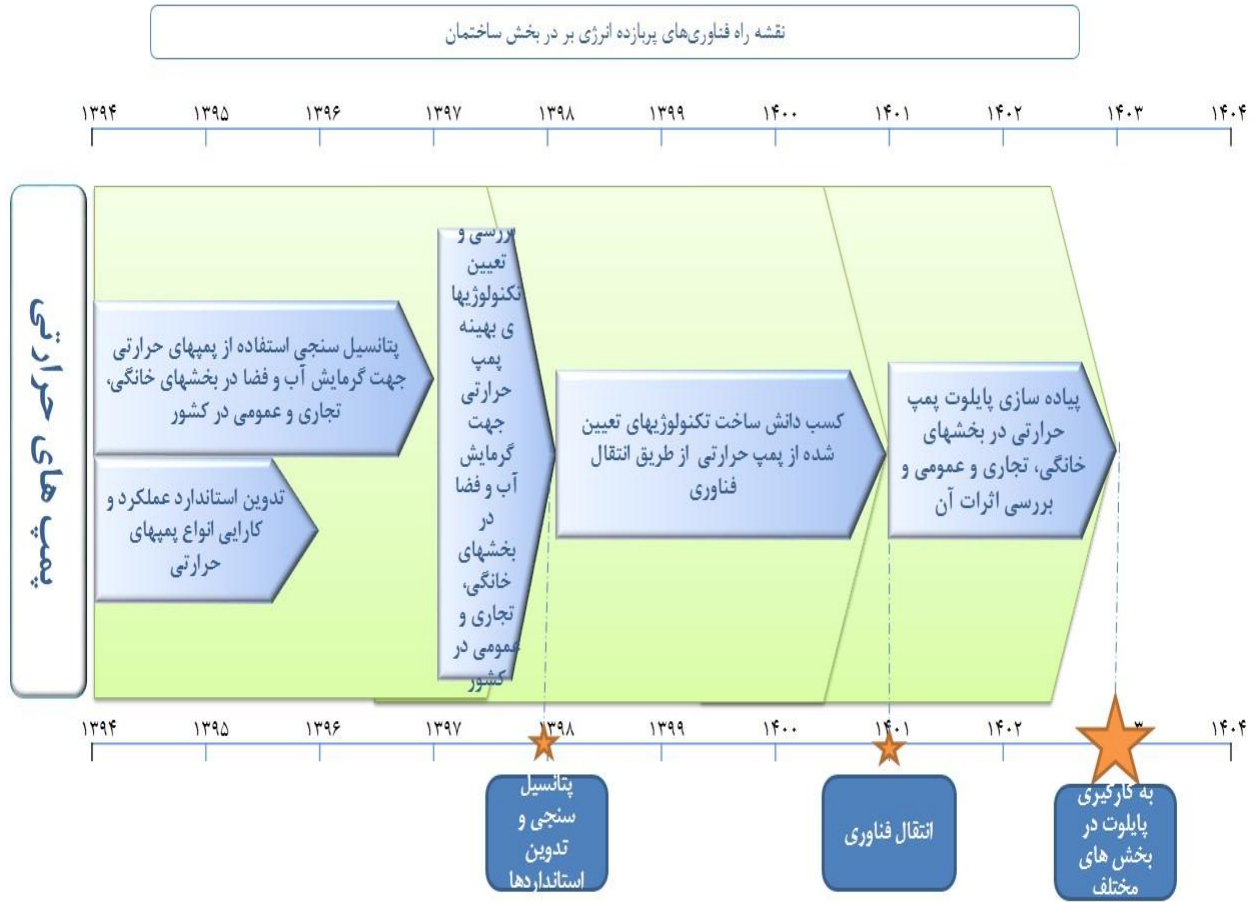 نقشه راه فناوری‌های پربازده انرژی بر در بخش ساختمان
۱۳۹۴ ۱۳۹۵ ۱۳۹۶ ۱۳۹۷ ۱۳۹۸ ۱۳۹۹ ۱۴۰۰ ۱۴۰۱ ۱۴۰۲ ۱۴۰۳ ۱۴۰۴
پمپ های حرارتی
پتانسیل سنجی استفاده از پمپهای حرارتی
جهت گرمایش آب و فضا در بخشهای خانگی،
تجاری و عمومی در کشور
تدوین استاندارد عملکرد و
کارایی انواع پمپهای
حرارتی
بررسی و
تعیین
تکنولوژیها
ی بهینه
پمپ
حرارتی
جهت
گرمایش
آب و فضا
در
بخشهای
خانگی،
تجاری و
عمومی در
کشور
کسب دانش ساخت تکنولوژیهای تعیین
شده از پمپ حرارتی از طریق انتقال
فناوری
پیاده سازی پایلوت پمپ
حرارتی در بخشهای
خانگی، تجاری و عمومی و
بررسی اثرات آن
۱۳۹۴ ۱۳۹۵ ۱۳۹۶ ۱۳۹۷ ۱۳۹۸ ۱۳۹۹ ۱۴۰۰ ۱۴۰۱ ۱۴۰۲ ۱۴۰۴
پتانسیل
سنجی و
تدوین
استانداردها
انتقال فناوری
به کارگیری
پایلوت در
بخش های
مختلف